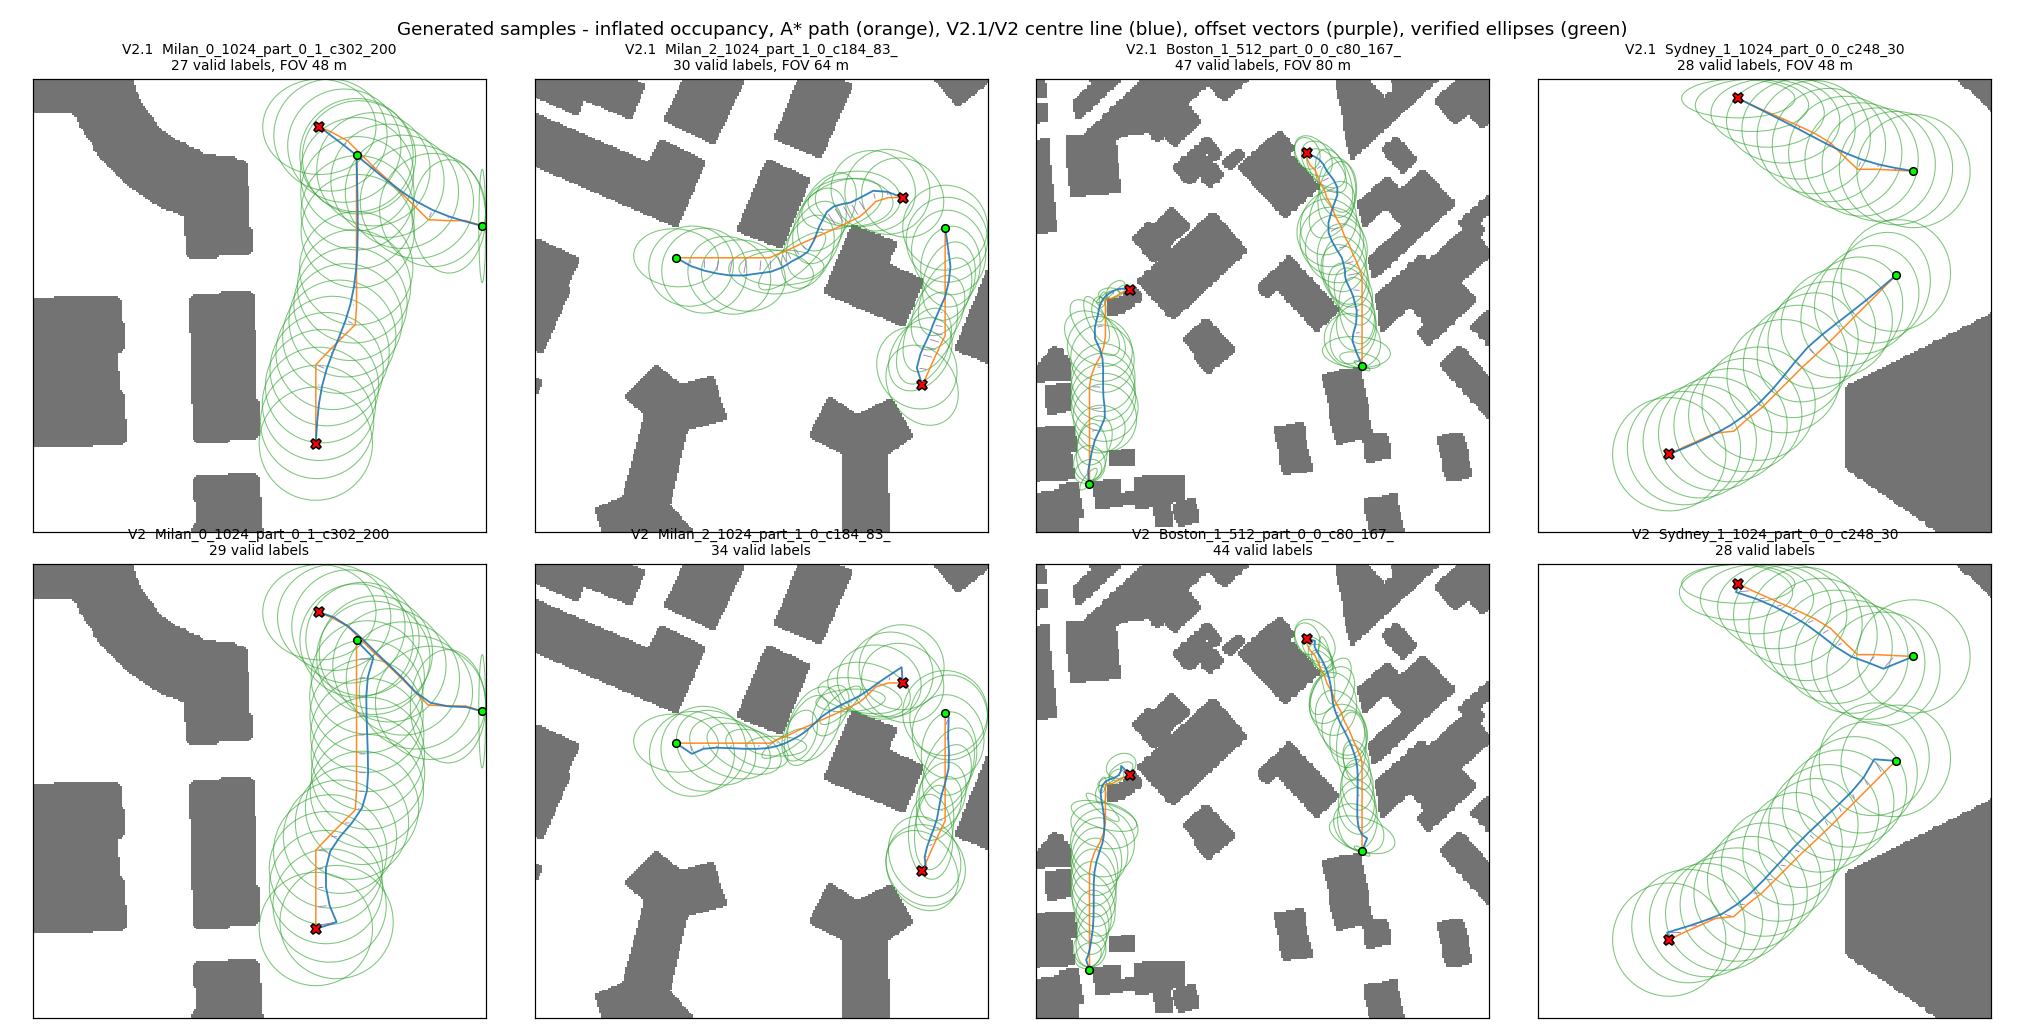 Generated samples - inflated occupancy, A* path (orange), V2.1/V2 centre line (blue), offset vectors (purple), verified ellipses (green)
V2.1  Milan_0_1024_part_0_1_c302_200
27 valid labels, FOV 48 m
V2.1  Milan_2_1024_part_1_0_c184_83_
30 valid labels, FOV 64 m
V2.1  Boston_1_512_part_0_0_c80_167_
47 valid labels, FOV 80 m
V2.1  Sydney_1_1024_part_0_0_c248_30
28 valid labels, FOV 48 m
V2  Milan_0_1024_part_0_1_c302_200
29 valid labels
V2  Milan_2_1024_part_1_0_c184_83_
34 valid labels
V2  Boston_1_512_part_0_0_c80_167_
44 valid labels
V2  Sydney_1_1024_part_0_0_c248_30
28 valid labels